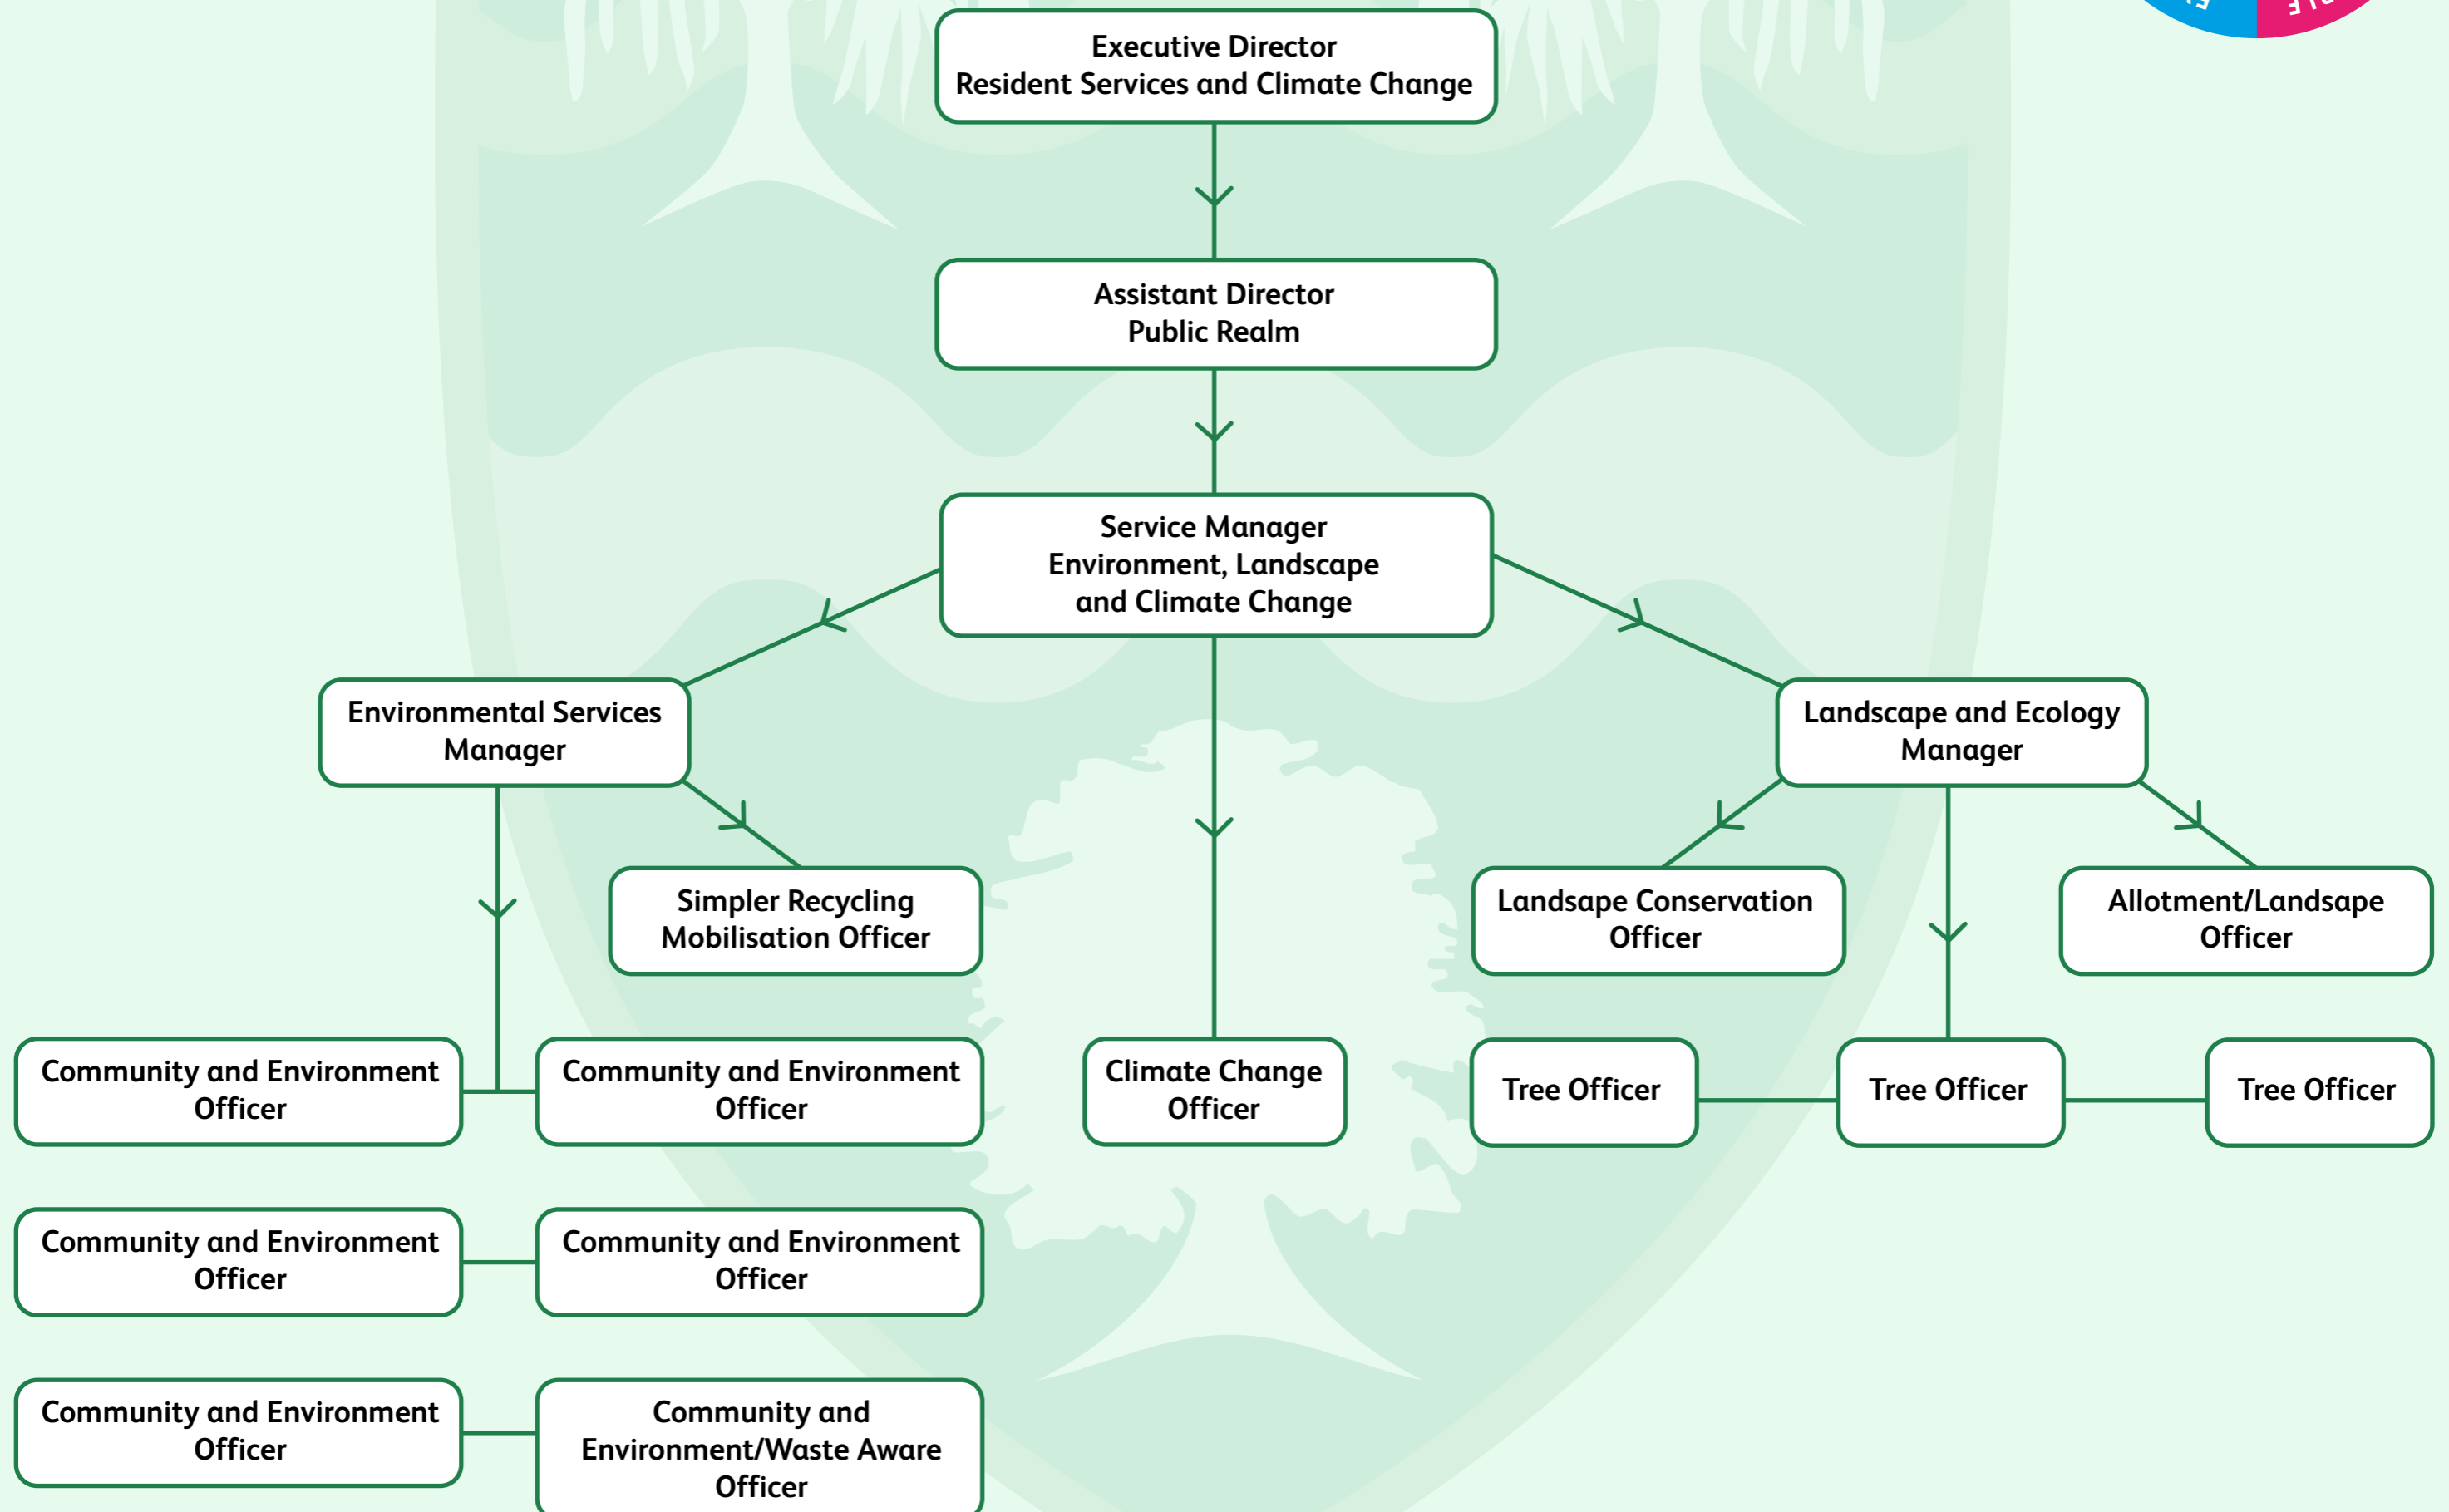 Executive Director
Resident Services and Climate Change
Assistant Director
Public Realm
Service Manager
Environment, Landscape
and Climate Change
Environmental Services
Manager
Landscape and Ecology
Manager
Simpler Recycling
Mobilisation Officer
Landsape Conservation
Officer
Allotment/Landsape
Officer
Community and Environment
Officer
Community and Environment
Officer
Climate Change
Officer
Tree Officer
Tree Officer
Tree Officer
Community and Environment
Officer
Community and Environment
Officer
Community and Environment
Officer
Community and
Environment/Waste Aware
Officer